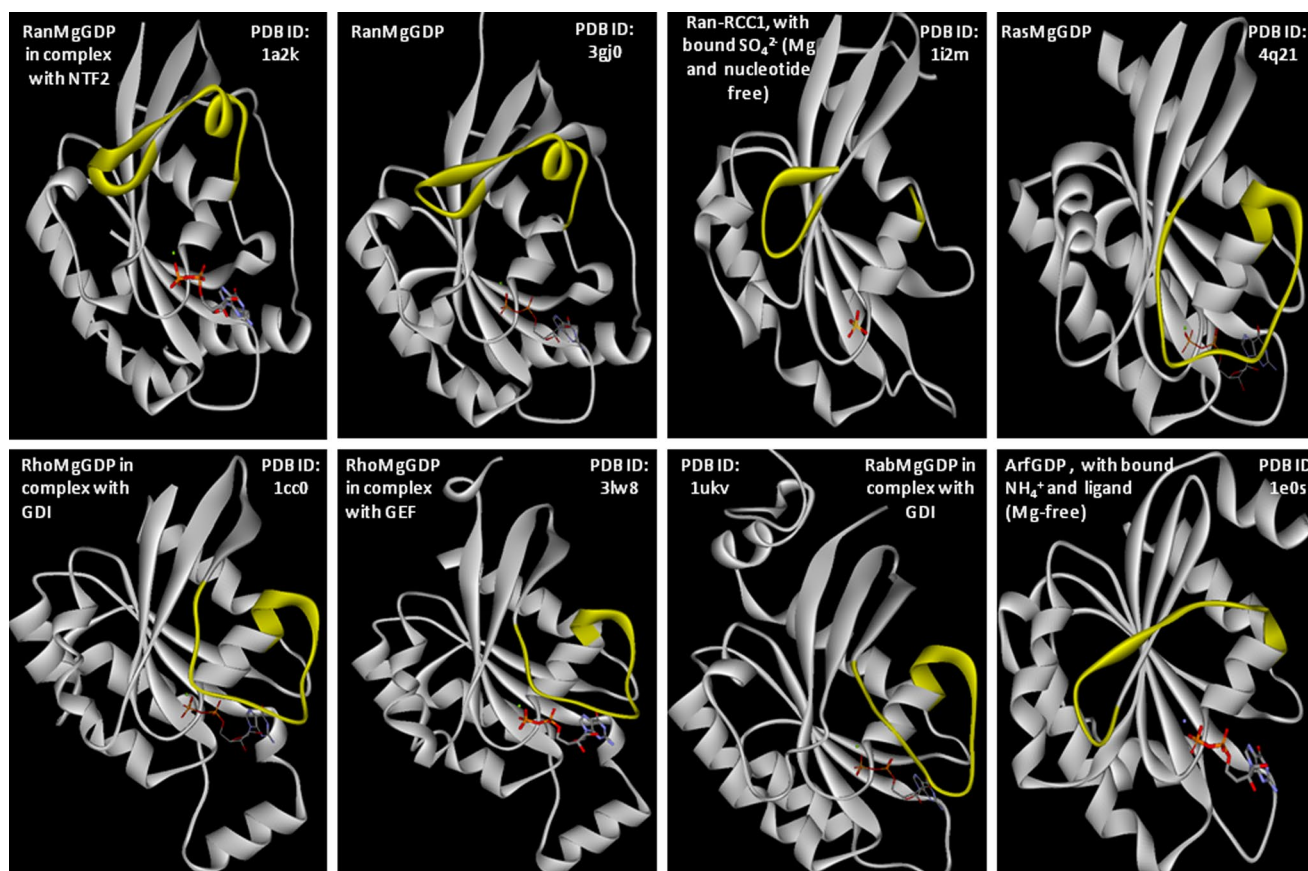 RanMgGDP
in complex
with NTF2
PDB ID:
1a2k
RanMgGDP
PDB ID:
3gj0
Ran-RCC1, with
bound SO₄²⁻ (Mg
and nucleotide
free)
PDB ID:
1i2m
RasMgGDP
PDB ID:
4q21
RhoMgGDP in
complex with
GDI
PDB ID:
1cc0
RhoMgGDP
in complex
with GEF
PDB ID:
3lw8
PDB ID:
1ukv
RabMgGDP in
complex with
GDI
ArfGDP , with bound
NH₄⁺ and ligand
(Mg-free)
PDB ID
1e0s